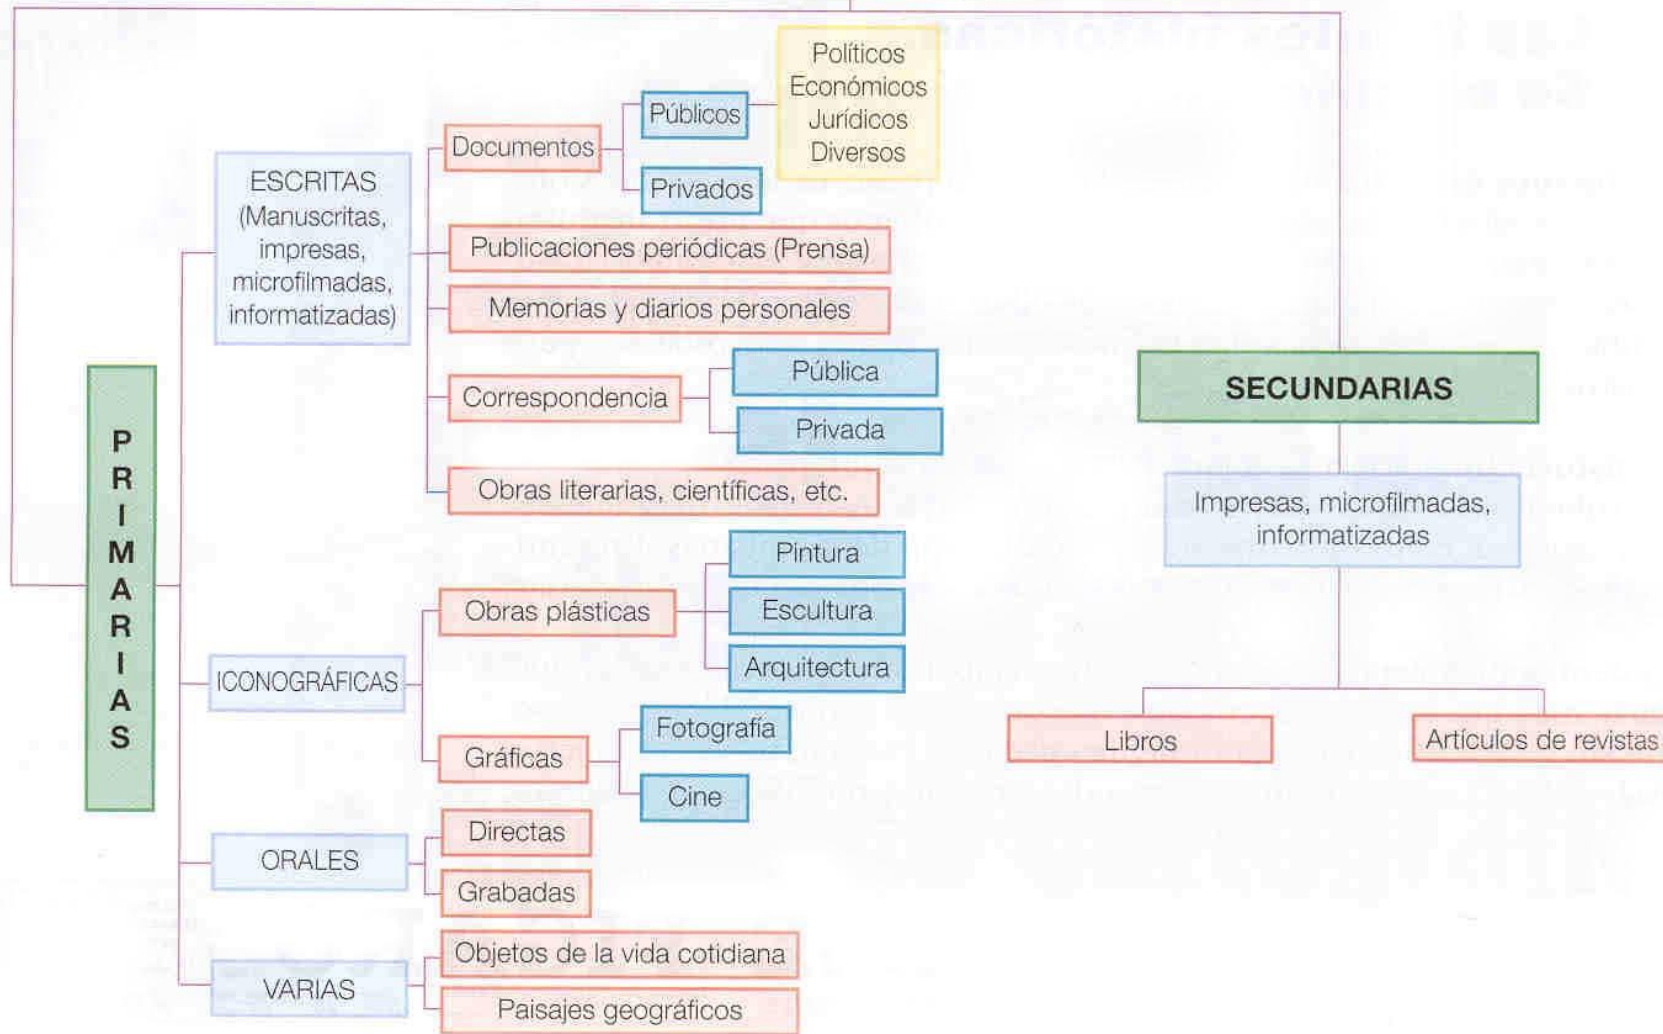 PRIMARIAS
ESCRITAS
(Manuscritas,
impresas,
microfilmadas,
informatizadas)
Documentos
Públicos
Políticos
Económicos
Jurídicos
Diversos
Privados
Publicaciones periódicas (Prensa)
Memorias y diarios personales
Correspondencia
Pública
Privada
Obras literarias, científicas, etc.
ICONOGRÁFICAS
Obras plásticas
Pintura
Escultura
Arquitectura
Gráficas
Fotografía
Cine
ORALES
Directas
Grabadas
VARIAS
Objetos de la vida cotidiana
Paisajes geográficos
SECUNDARIAS
Impresas, microfilmadas,
informatizadas
Libros
Artículos de revistas